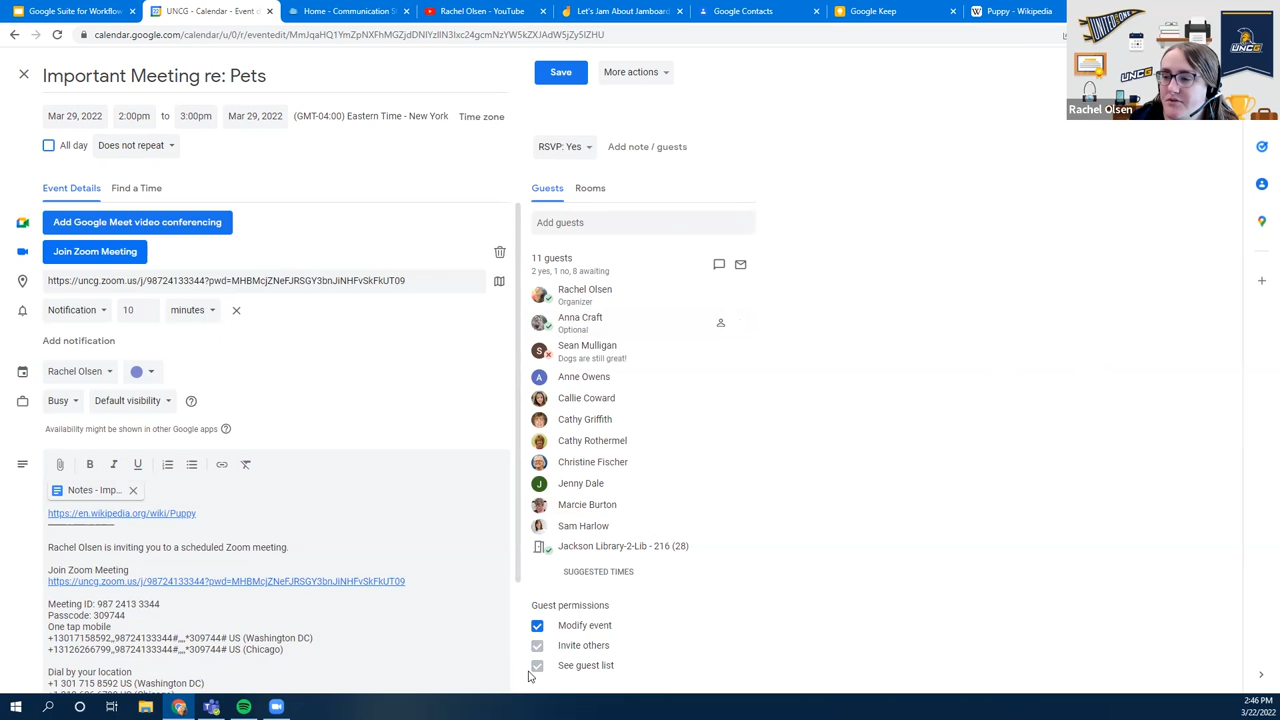 Google Suite for Workflow
UNCG - Calendar - Event d
Home - Communication St
Rachel Olsen - YouTube
Let's Jam About Jamboard
Google Contacts
Google Keep
Puppy - Wikipedia
UNITED
ONE
UNCG
UNCG
Rachel Olsen
Important Meeting re: Pets
Save
More actions
Mar 29, 2022 2:00pm to 3:00pm Mar 29, 2022 (GMT-04:00) Eastern Time - New York Time zone
All day Does not repeat
RSVP: Yes
Add note / guests
Event Details Find a Time
Guests Rooms
Add Google Meet video conferencing
Add guests
Join Zoom Meeting
https://uncg.zoom.us/j/98724133344?pwd=MHBMcjZNeFJRSGY3bnJiNHFvSkFkUT09
Notification 10 minutes
Add notification
Rachel Olsen
Busy Default visibility
Availability might be shown in other Google apps
Notes - Imp...
https://en.wikipedia.org/wiki/Puppy
Rachel Olsen is inviting you to a scheduled Zoom meeting.
Join Zoom Meeting
https://uncg.zoom.us/j/98724133344?pwd=MHBMcjZNeFJRSGY3bnJiNHFvSkFkUT09
Meeting ID: 987 2413 3344
Passcode: 309744
One tap mobile
+13017158592,,98724133344#,,,,*309744# US (Washington DC)
+13126266799,,98724133344#,,,,*309744# US (Chicago)
Dial by your location
+1 301 715 8592 US (Washington DC)
11 guests
2 yes, 1 no, 8 awaiting
Rachel Olsen
Organizer
Anna Craft
Optional
S
Sean Mulligan
Dogs are still great!
A
Anne Owens
Callie Coward
Cathy Griffith
Cathy Rothermel
Christine Fischer
J
Jenny Dale
Marcie Burton
Sam Harlow
Jackson Library-2-Lib - 216 (28)
SUGGESTED TIMES
Guest permissions
Modify event
Invite others
See guest list
2:46 PM
3/22/2022